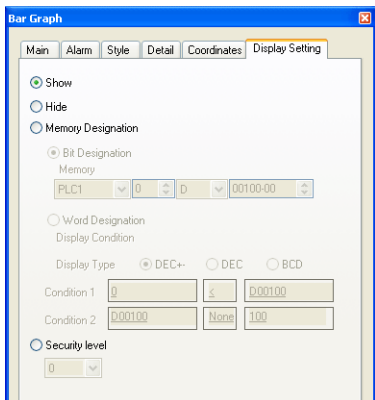 Bar Graph
Main Alarm Style Detail Coordinates Display Setting
Show
Hide
Memory Designation
Bit Designation
Memory
PLC1 0 D 00100-00
Word Designation
Display Condition
Display Type DEC+- DEC BCD
Condition 1 0 < D00100
Condition 2 D00100 None 100
Security level
0